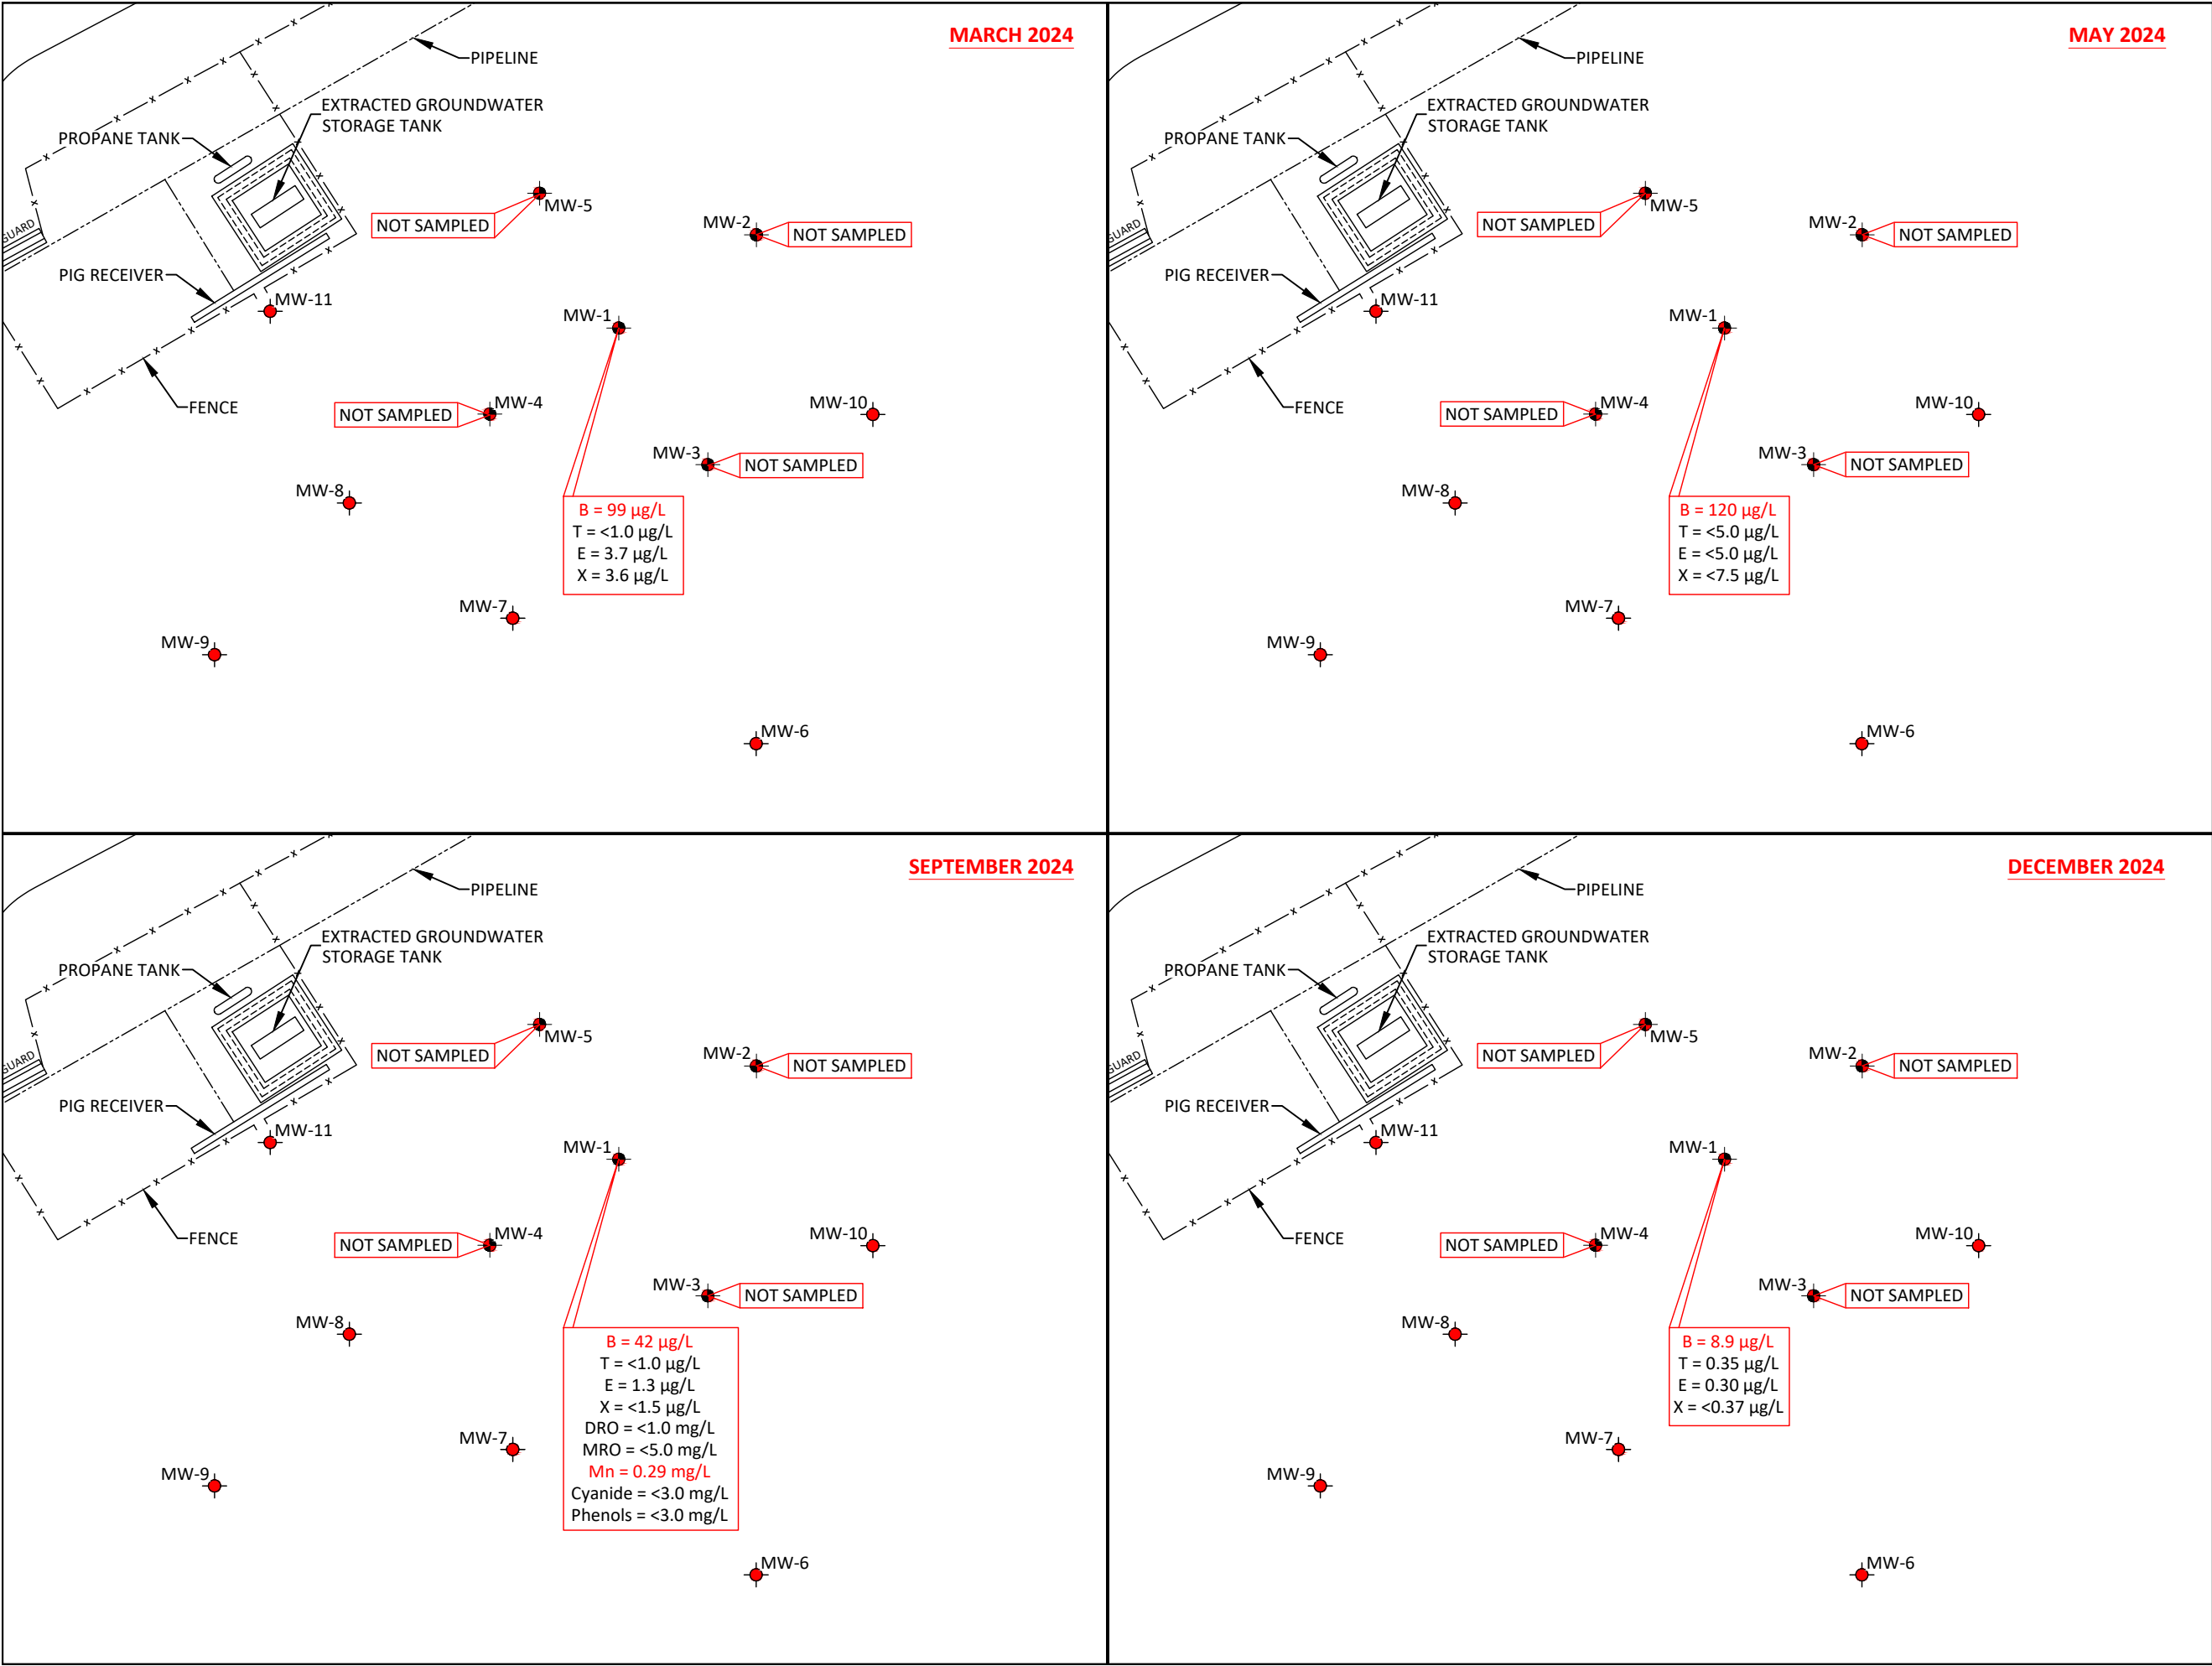 MARCH 2024
PIPELINE
EXTRACTED GROUNDWATER
STORAGE TANK
PROPANE TANK
MW-5
NOT SAMPLED
MW-2
NOT SAMPLED
GUARD
PIG RECEIVER
MW-11
MW-1
FENCE
NOT SAMPLED
MW-4
MW-10
MW-3
NOT SAMPLED
MW-8
B = 99 µg/L
T = <1.0 µg/L
E = 3.7 µg/L
X = 3.6 µg/L
MW-7
MW-9
MW-6
MAY 2024
PIPELINE
EXTRACTED GROUNDWATER
STORAGE TANK
PROPANE TANK
MW-5
NOT SAMPLED
MW-2
NOT SAMPLED
GUARD
PIG RECEIVER
MW-11
MW-1
FENCE
NOT SAMPLED
MW-4
MW-10
MW-3
NOT SAMPLED
MW-8
B = 120 µg/L
T = <5.0 µg/L
E = <5.0 µg/L
X = <7.5 µg/L
MW-7
MW-9
MW-6
SEPTEMBER 2024
PIPELINE
EXTRACTED GROUNDWATER
STORAGE TANK
PROPANE TANK
MW-5
NOT SAMPLED
MW-2
NOT SAMPLED
GUARD
PIG RECEIVER
MW-11
MW-1
FENCE
NOT SAMPLED
MW-4
MW-10
MW-3
NOT SAMPLED
MW-8
B = 42 µg/L
T = <1.0 µg/L
E = 1.3 µg/L
X = <1.5 µg/L
DRO = <1.0 mg/L
MRO = <5.0 mg/L
Mn = 0.29 mg/L
Cyanide = <3.0 mg/L
Phenols = <3.0 mg/L
MW-7
MW-9
MW-6
DECEMBER 2024
PIPELINE
EXTRACTED GROUNDWATER
STORAGE TANK
PROPANE TANK
MW-5
NOT SAMPLED
MW-2
NOT SAMPLED
GUARD
PIG RECEIVER
MW-11
MW-1
FENCE
NOT SAMPLED
MW-4
MW-10
MW-3
NOT SAMPLED
MW-8
B = 8.9 µg/L
T = 0.35 µg/L
E = 0.30 µg/L
X = <0.37 µg/L
MW-7
MW-9
MW-6